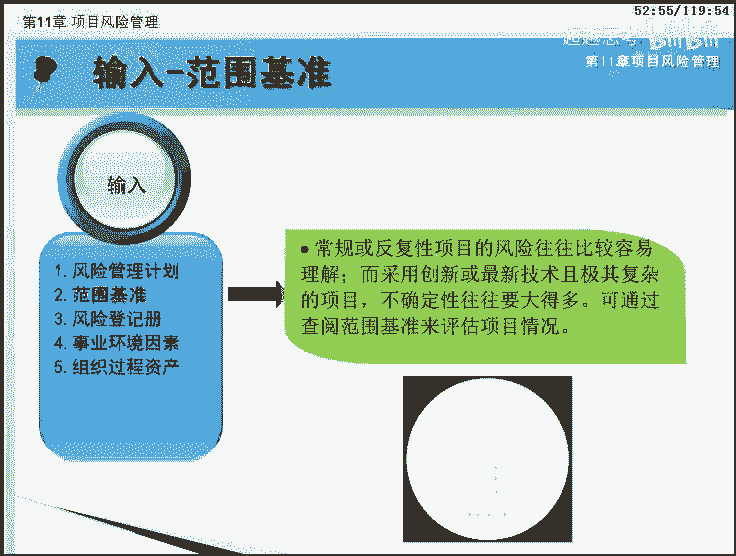 52:55/119:54
第11章 项目风险管理
第11章项目风险管理
输入-范围基准
输入
1. 风险管理计划
2. 范围基准
3. 风险登记册
4. 事业环境因素
5. 组织过程资产
●常规或反复性项目的风险往往比较容易
理解；而采用创新或最新技术且极其复杂
的项目，不确定性往往要大得多。可通过
查阅范围基准来评估项目情况。